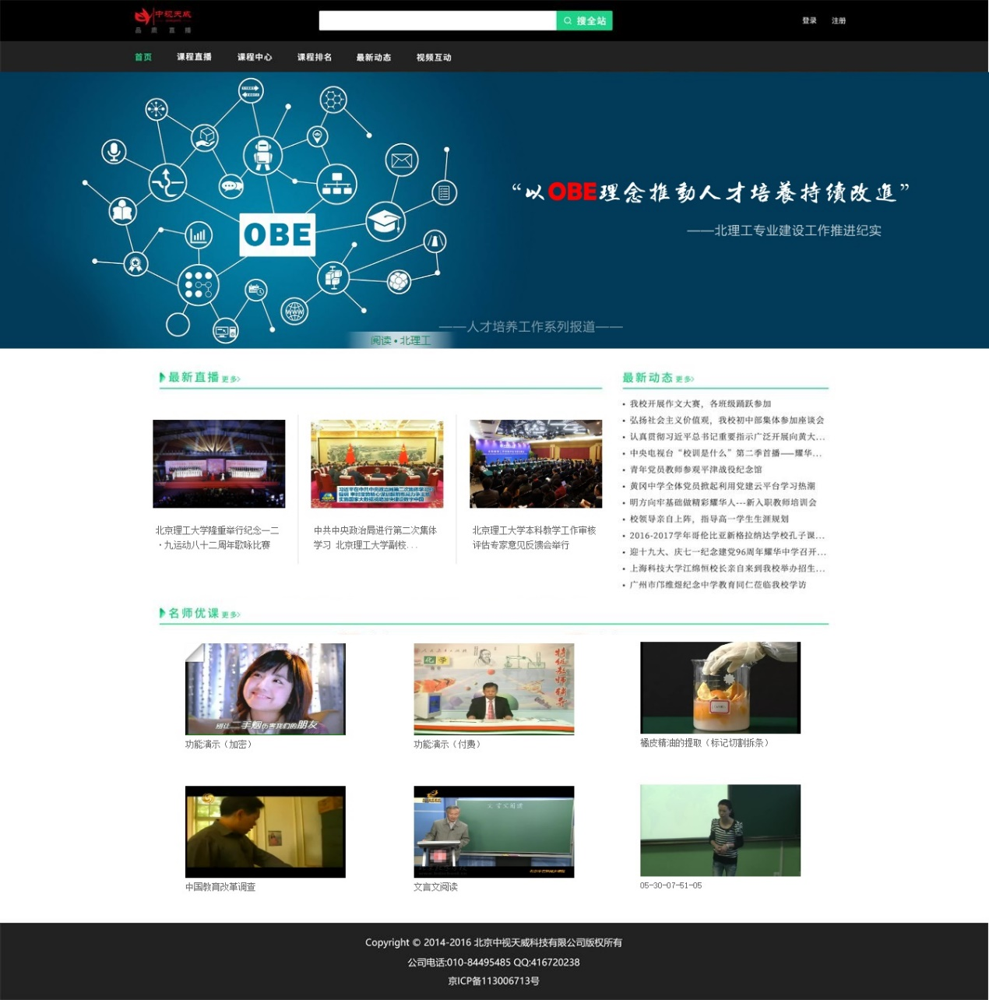 中视天威
品 质 直 播
搜全站
登录 注册
首页 课程直播 课程中心 课程排名 最新动态 视频互动
OBE
WWW
“以OBE理念推動人才培養持續改進”
——北理工专业建设工作推进纪实
——人才培养工作系列报道——
阅读•北理工
最新直播 更多>
北京理工大学隆重举行纪念一二
·九运动八十二周年歌咏比赛
中共中央政治局进行第二次集体
学习 北京理工大学副校...
北京理工大学本科教学工作审核
评估专家意见反馈会举行
最新动态 更多>
• 我校开展作文大赛，各班级踊跃参加
• 弘扬社会主义价值观，我校初中部集体参加座谈会
• 认真贯彻习近平总书记重要指示广泛开展向黄大...
• 中央电视台“校训是什么”第二季首播——耀华...
• 青年党员教师参观平津战役纪念馆
• 黄冈中学全体党员掀起利用党建云平台学习热潮
• 明方向牢基础做精彩耀华人---新入职教师培训会
• 校领导亲自上阵，指导高一学生生涯规划
• 2016-2017学年哥伦比亚新格拉纳达学校孔子课...
• 迎十九大、庆七一纪念建党96周年耀华中学召开...
• 上海科技大学江绵恒校长亲自来到我校举办招生...
• 广州市邝维煜纪念中学教育同仁莅临我校学访
名师优课 更多>
别让二手烟伤害我们的朋友
功能演示（加密）
化学
特级教师辅导
功能演示（付费）
橘皮精油的提取（标记切割拆条）
中国教育改革调查
文言文阅读
文言文阅读
05-30-07-51-05
Copyright © 2014-2016 北京中视天威科技有限公司版权所有
公司电话:010-84495485 QQ:416720238
京ICP备113006713号